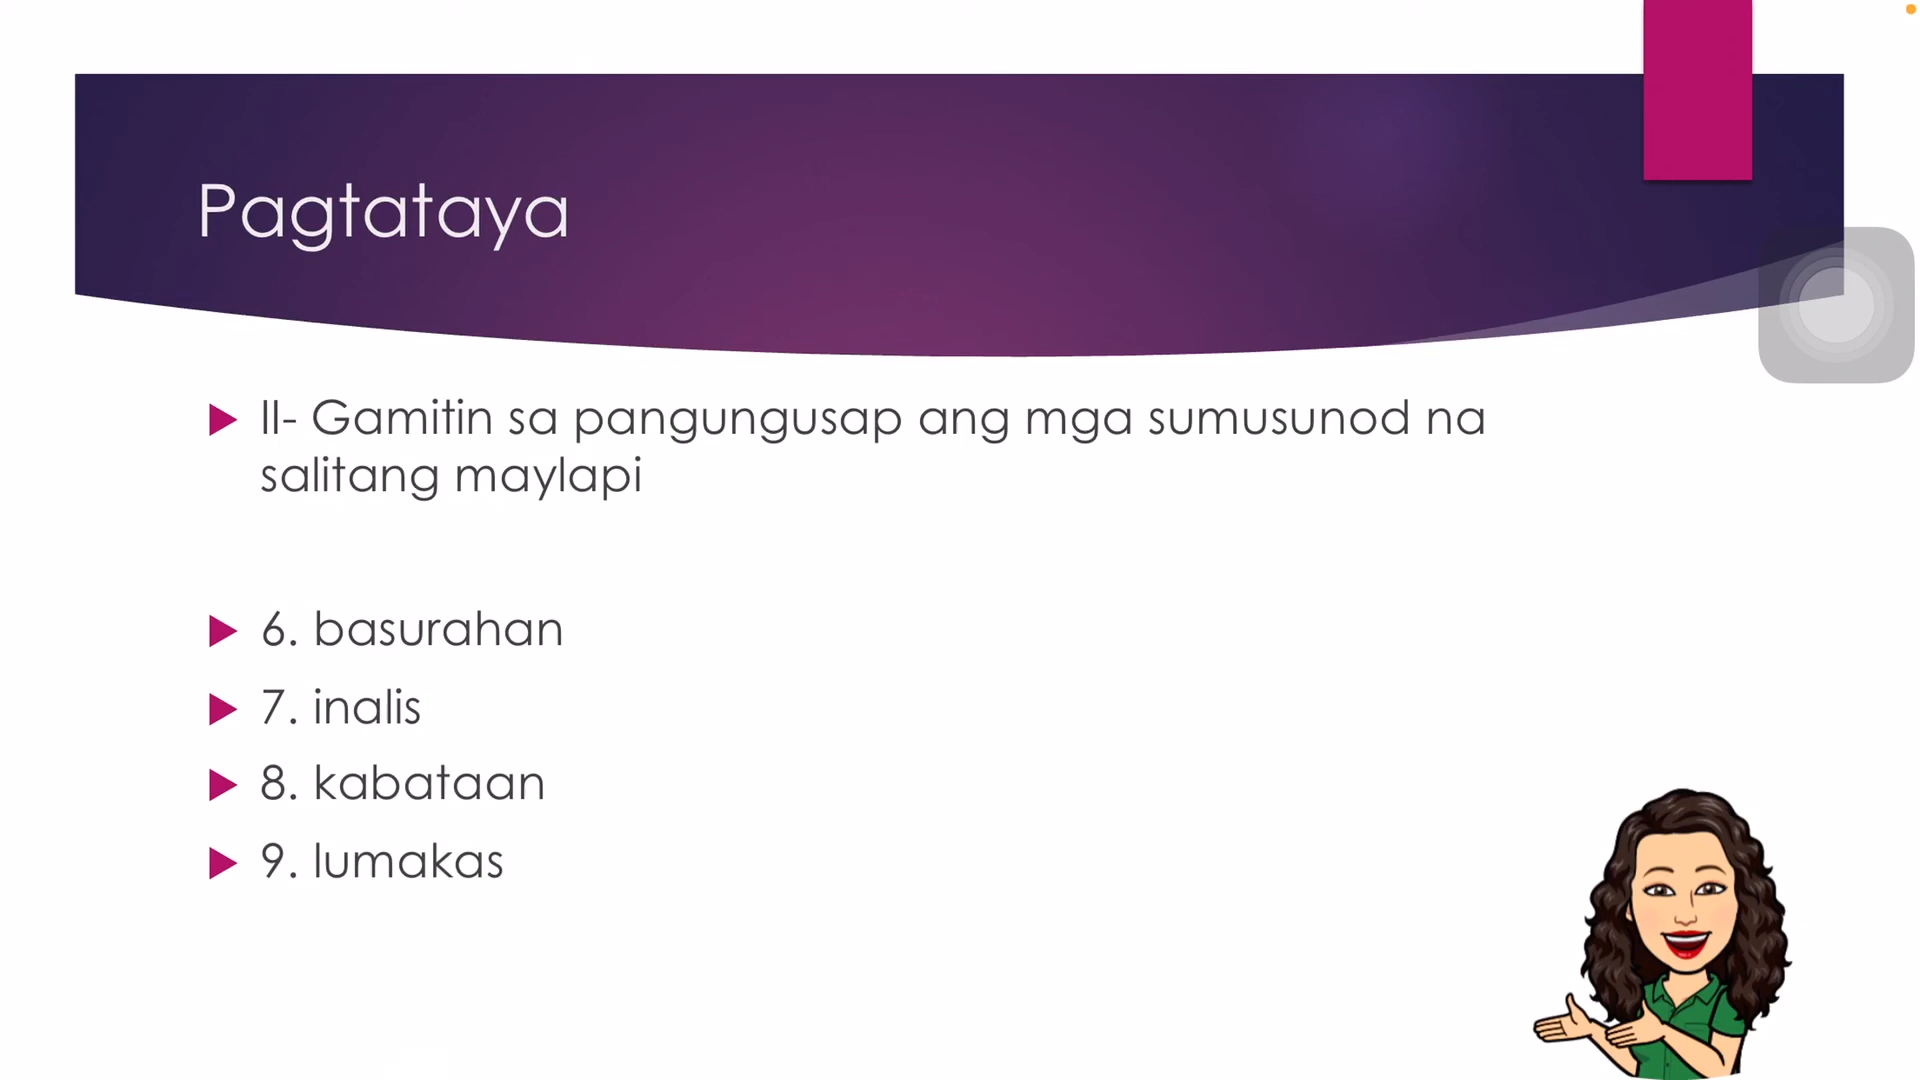 Pagtataya
II- Gamitin sa pangungusap ang mga sumusunod na
salitang maylapi
6. basurahan
7. inalis
8. kabataan
9. lumakas